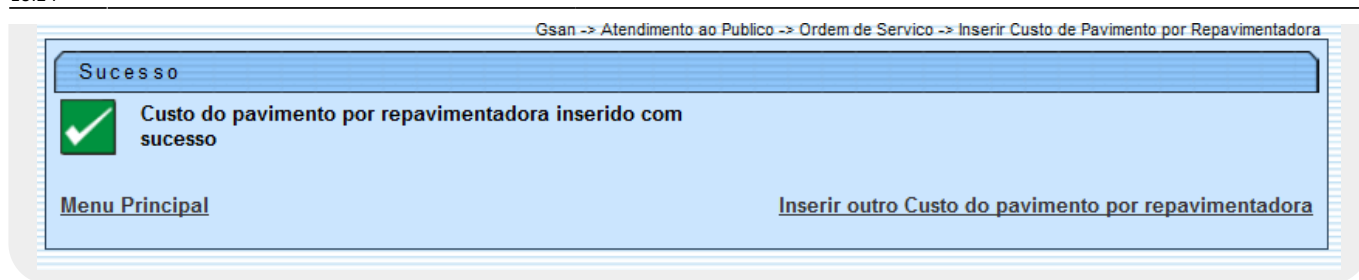 Gsan -> Atendimento ao Publico -> Ordem de Servico -> Inserir Custo de Pavimento por Repavimentadora
Sucesso
Custo do pavimento por repavimentadora inserido com
sucesso
Menu Principal
Inserir outro Custo do pavimento por repavimentadora